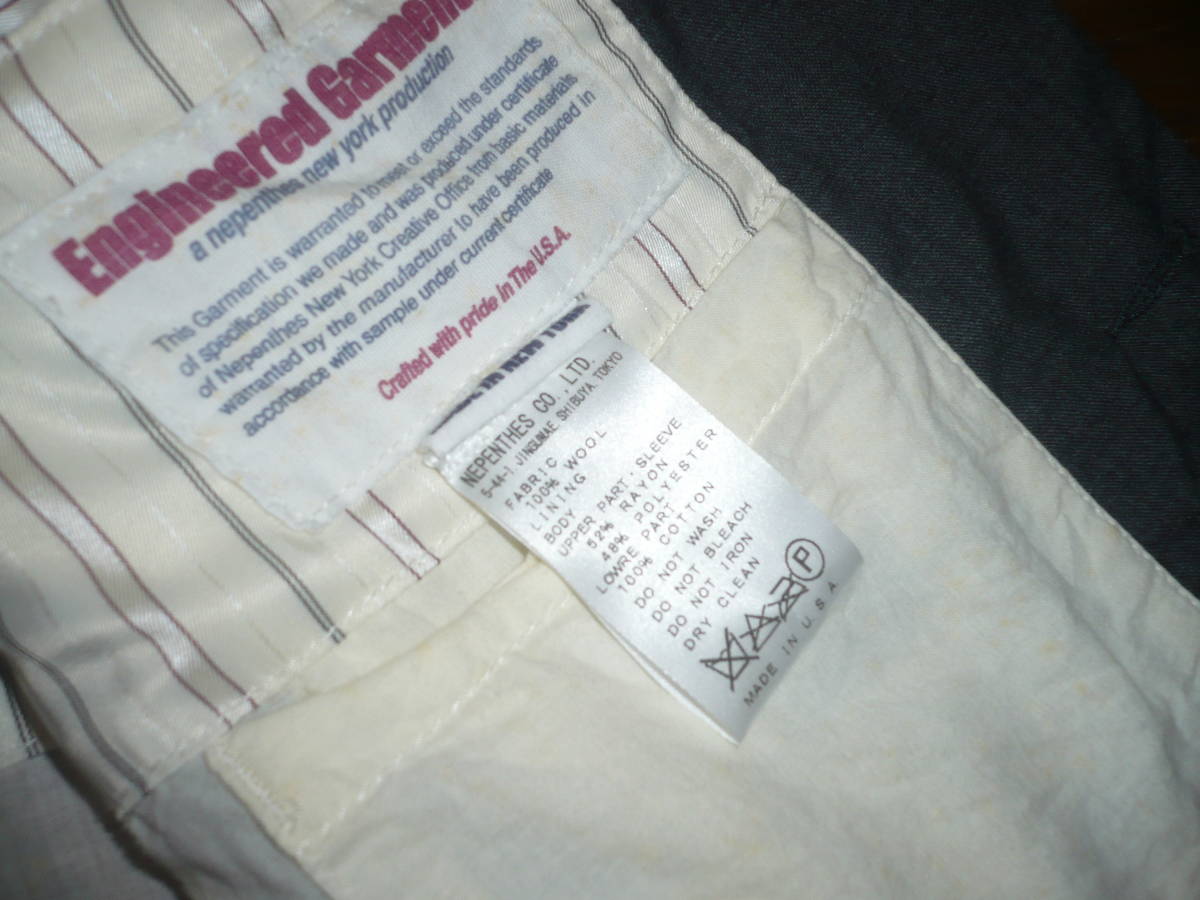 Engineered Garmen
a nepenthes new york production
This Garment is warranted to meet or exceed the standards
of specification we made and was produced under certificate
of Nepenthes New York Creative Office from basic materials
warranted by the manufacturer to have been produced in
accordance with sample under current certificate
Crafted with pride in The U.S.A.
NEW YORK
NEPENTHES CO., LTD.
5-44-1 JINGUMAE SHIBUYA TOKYO
FABRIC
100% WOOL
LINING
BODY
UPPER PART, SLEEVE
52% RAYON
48% POLYESTER
LOWRE PART
100% COTTON
DO NOT WASH
DO NOT BLEACH
DO NOT IRON
DRY CLEAN
P
MADE IN U.S.A